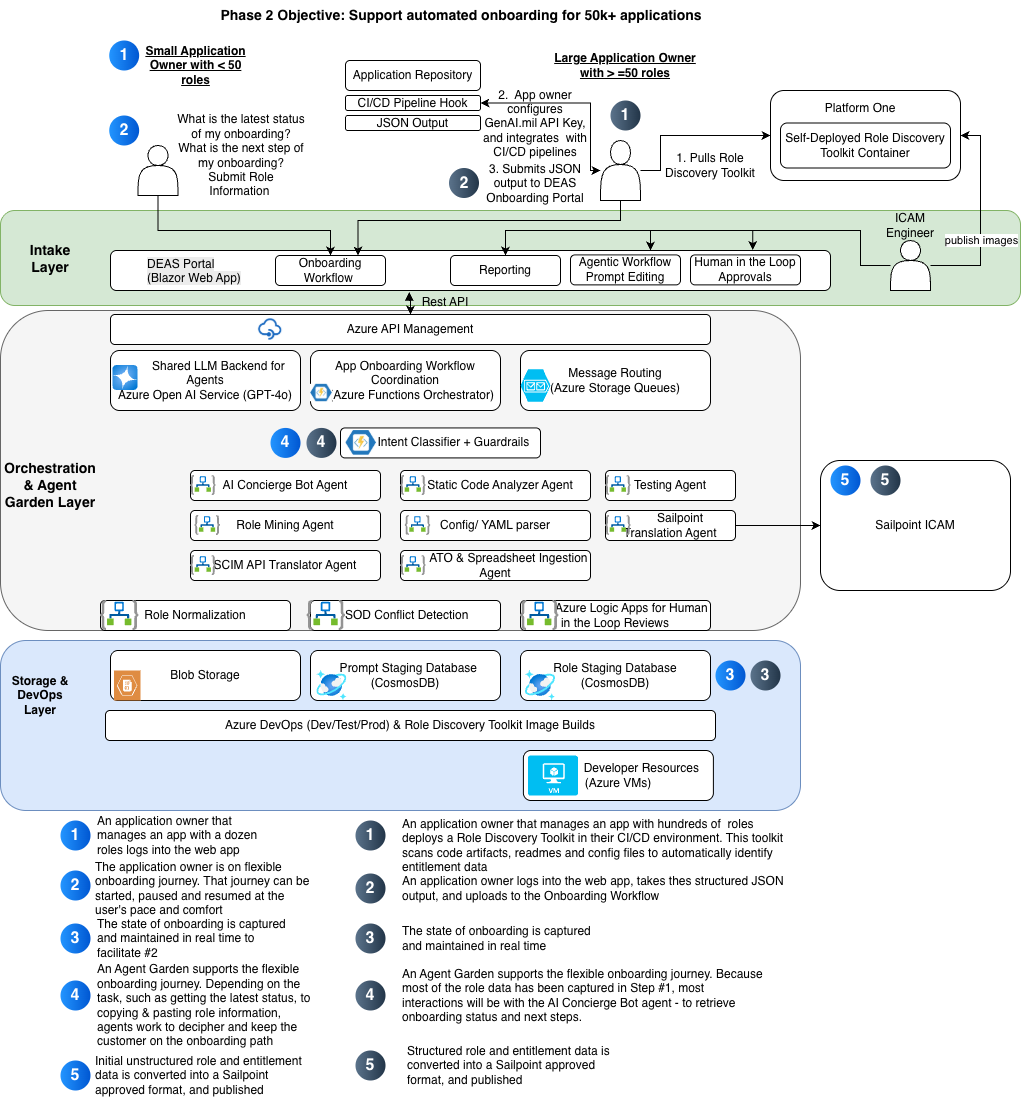 Phase 2 Objective: Support automated onboarding for 50k+ applications
1
Small Application
Owner with < 50
roles
2
What is the latest status
of my onboarding?
What is the next step of
my onboarding?
Submit Role
Information
Application Repository
CI/CD Pipeline Hook
JSON Output
Large Application Owner
with > =50 roles
1
2. App owner
configures
GenAI.mil API Key,
and integrates with
CI/CD pipelines
2
3. Submits JSON
output to DEAS
Onboarding Portal
1. Pulls Role
Discovery Toolkit
Platform One
Self-Deployed Role Discovery
Toolkit Container
ICAM
Engineer
publish images
Intake
Layer
DEAS Portal
(Blazor Web App)
Onboarding
Workflow
Reporting
Agentic Workflow
Prompt Editing
Human in the Loop
Approvals
Rest API
Orchestration
& Agent
Garden Layer
Azure API Management
Shared LLM Backend for
Agents
Azure Open AI Service (GPT-4o)
App Onboarding Workflow
Coordination
(Azure Functions Orchestrator)
Message Routing
(Azure Storage Queues)
4
4
Intent Classifier + Guardrails
AI Concierge Bot Agent
Static Code Analyzer Agent
Testing Agent
Role Mining Agent
Config/ YAML parser
Sailpoint
Translation Agent
SCIM API Translator Agent
ATO & Spreadsheet Ingestion
Agent
Role Normalization
SOD Conflict Detection
Azure Logic Apps for Human
in the Loop Reviews
5
5
Sailpoint ICAM
Storage &
DevOps
Layer
Blob Storage
Prompt Staging Database
(CosmosDB)
Role Staging Database
(CosmosDB)
3
3
Azure DevOps (Dev/Test/Prod) & Role Discovery Toolkit Image Builds
VM
Developer Resources
(Azure VMs)
1
An application owner that
manages an app with a dozen
roles logs into the web app
2
The application owner is on flexible
onboarding journey. That journey can be
started, paused and resumed at the
user's pace and comfort
3
The state of onboarding is captured
and maintained in real time to
facilitate #2
4
An Agent Garden supports the flexible
onboarding journey. Depending on the
task, such as getting the latest status, to
copying & pasting role information,
agents work to decipher and keep the
customer on the onboarding path
5
Initial unstructured role and entitlement
data is converted into a Sailpoint
approved format, and published
1
An application owner that manages an app with hundreds of roles
deploys a Role Discovery Toolkit in their CI/CD environment. This toolkit
scans code artifacts, readmes and config files to automatically identify
entitlement data
2
An application owner logs into the web app, takes thes structured JSON
output, and uploads to the Onboarding Workflow
3
The state of onboarding is captured
and maintained in real time
4
An Agent Garden supports the flexible onboarding journey. Because
most of the role data has been captured in Step #1, most
interactions will be with the AI Concierge Bot agent - to retrieve
onboarding status and next steps.
5
Structured role and entitlement data is
converted into a Sailpoint approved
format, and published